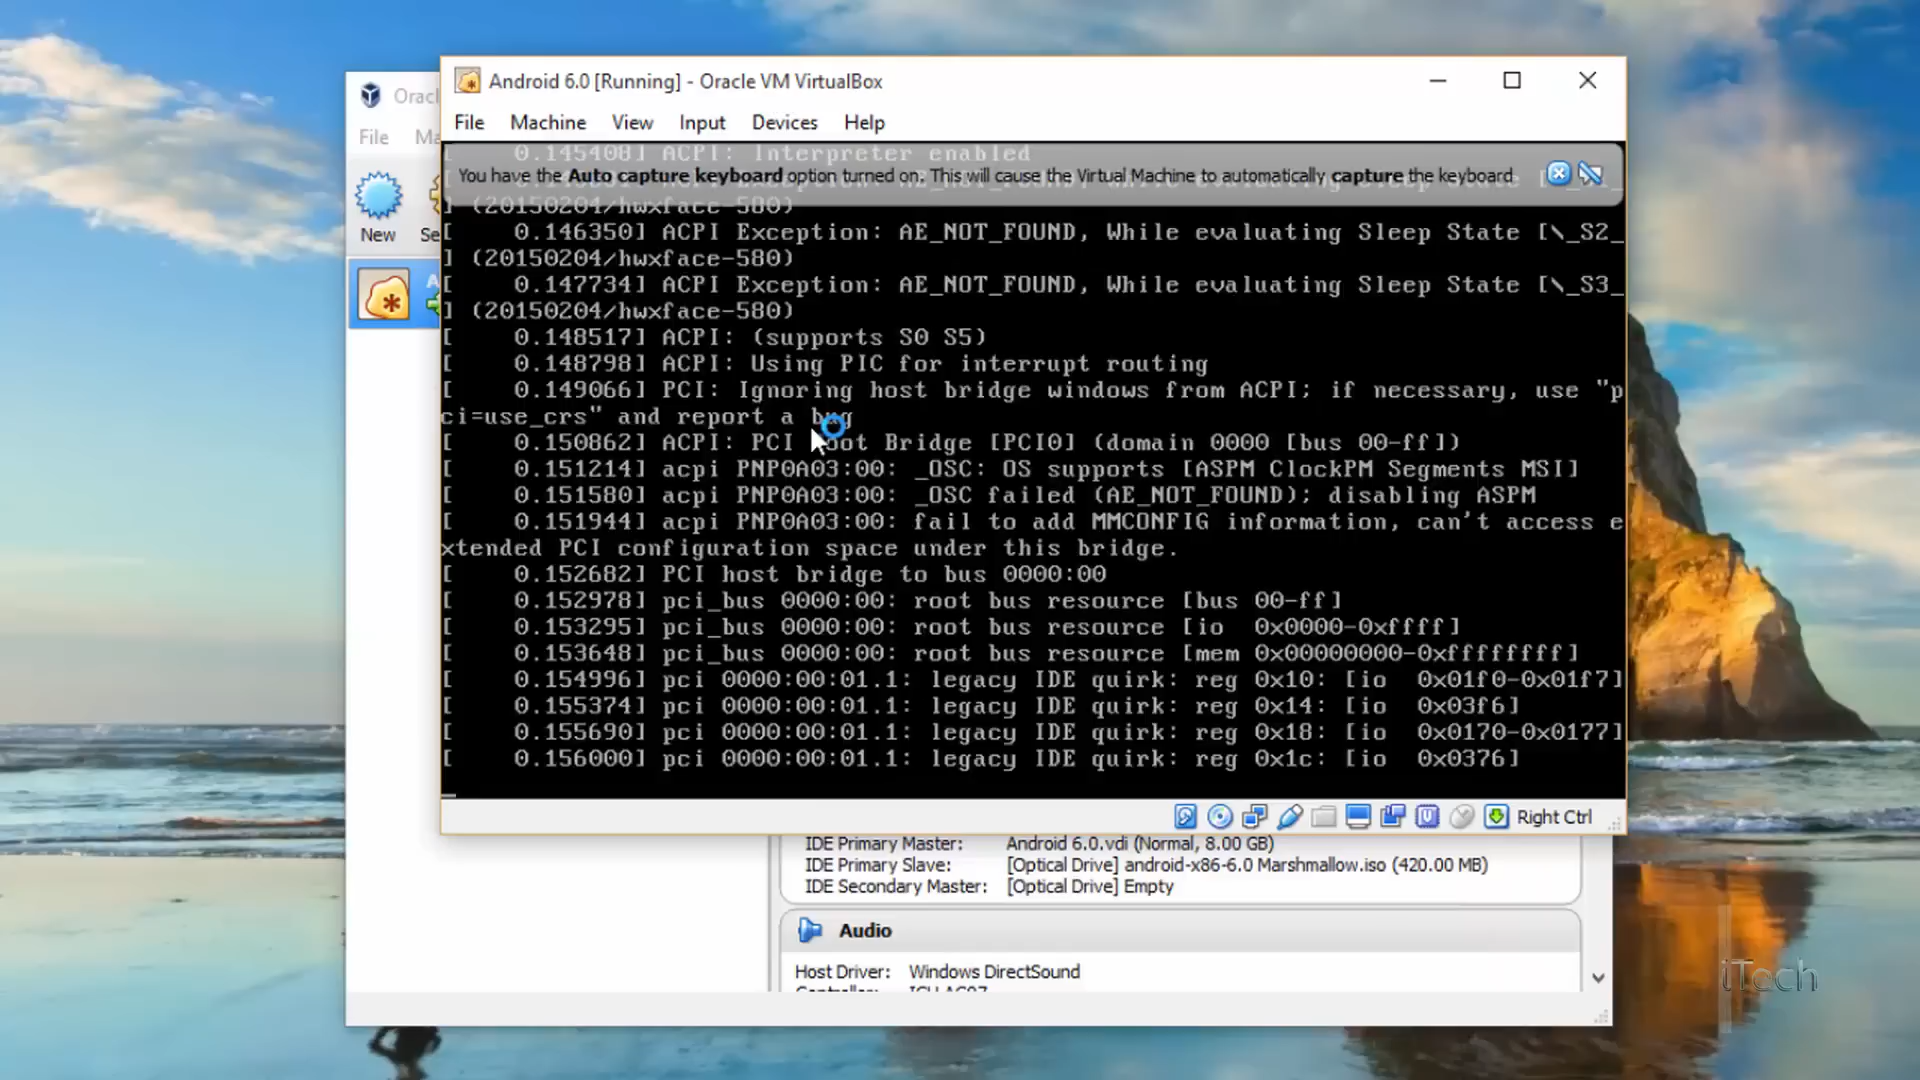 Android 6.0 [Running] - Oracle VM VirtualBox
Orac
File Ma
File Machine View Input Devices Help
New Se
0.145408] ACPI: Interpreter enabled
You have the Auto capture keyboard option turned on. This will cause the Virtual Machine to automatically capture the keyboard
] (20150204/hwxface-580)
[ 0.146350] ACPI Exception: AE_NOT_FOUND, While evaluating Sleep State [\_S2_
] (20150204/hwxface-580)
[ 0.147734] ACPI Exception: AE_NOT_FOUND, While evaluating Sleep State [\_S3_
] (20150204/hwxface-580)
[ 0.148517] ACPI: (supports S0 S5)
[ 0.148798] ACPI: Using PIC for interrupt routing
[ 0.149066] PCI: Ignoring host bridge windows from ACPI; if necessary, use "p
ci=use_crs" and report a bug
[ 0.150862] ACPI: PCI Root Bridge [PCI0] (domain 0000 [bus 00-ff])
[ 0.151214] acpi PNP0A03:00: _OSC: OS supports [ASPM ClockPM Segments MSI]
[ 0.151580] acpi PNP0A03:00: _OSC failed (AE_NOT_FOUND); disabling ASPM
[ 0.151944] acpi PNP0A03:00: fail to add MMCONFIG information, can't access e
xtended PCI configuration space under this bridge.
[ 0.152682] PCI host bridge to bus 0000:00
[ 0.152978] pci_bus 0000:00: root bus resource [bus 00-ff]
[ 0.153295] pci_bus 0000:00: root bus resource [io 0x0000-0xffff]
[ 0.153648] pci_bus 0000:00: root bus resource [mem 0x00000000-0xffffffff]
[ 0.154996] pci 0000:00:01.1: legacy IDE quirk: reg 0x10: [io 0x01f0-0x01f7]
[ 0.155374] pci 0000:00:01.1: legacy IDE quirk: reg 0x14: [io 0x03f6]
[ 0.155690] pci 0000:00:01.1: legacy IDE quirk: reg 0x18: [io 0x0170-0x0177]
[ 0.156000] pci 0000:00:01.1: legacy IDE quirk: reg 0x1c: [io 0x0376]
Right Ctrl
IDE Primary Master: Android 6.0.vdi (Normal, 8.00 GB)
IDE Primary Slave: [Optical Drive] android-x86-6.0 Marshmallow.iso (420.00 MB)
IDE Secondary Master: [Optical Drive] Empty
Audio
Host Driver: Windows DirectSound
iTech